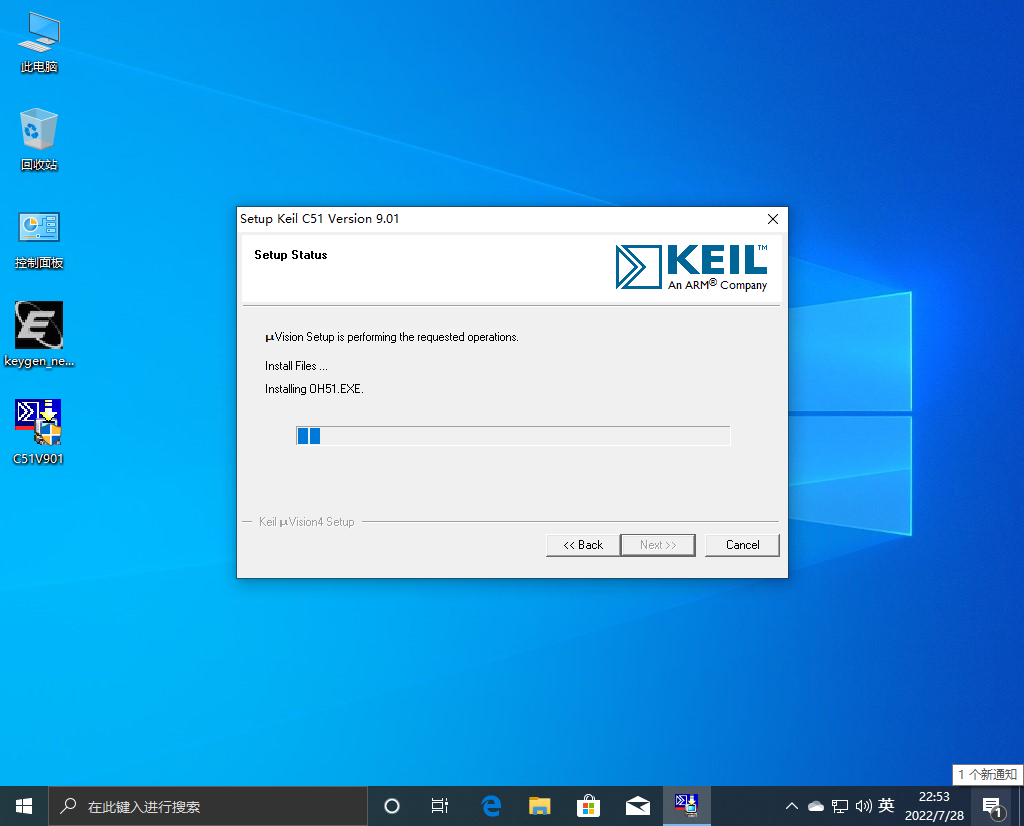 此电脑
回收站
控制面板
keygen_ne...
C51V901
Setup Keil C51 Version 9.01
Setup Status
KEIL™
An ARM® Company
µVision Setup is performing the requested operations.
Install Files ...
Installing OH51.EXE.
Keil µVision4 Setup
<< Back
Next >>
Cancel
1 个新通知
在此键入进行搜索
英
22:53
2022/7/28
1